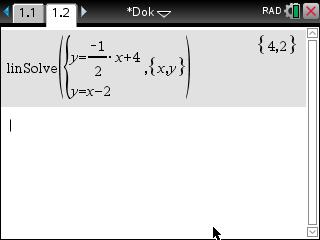 1.1 1.2 *Dok RAD
linSolve({y=-1/2·x+4, y=x-2},{x,y}) {4,2}